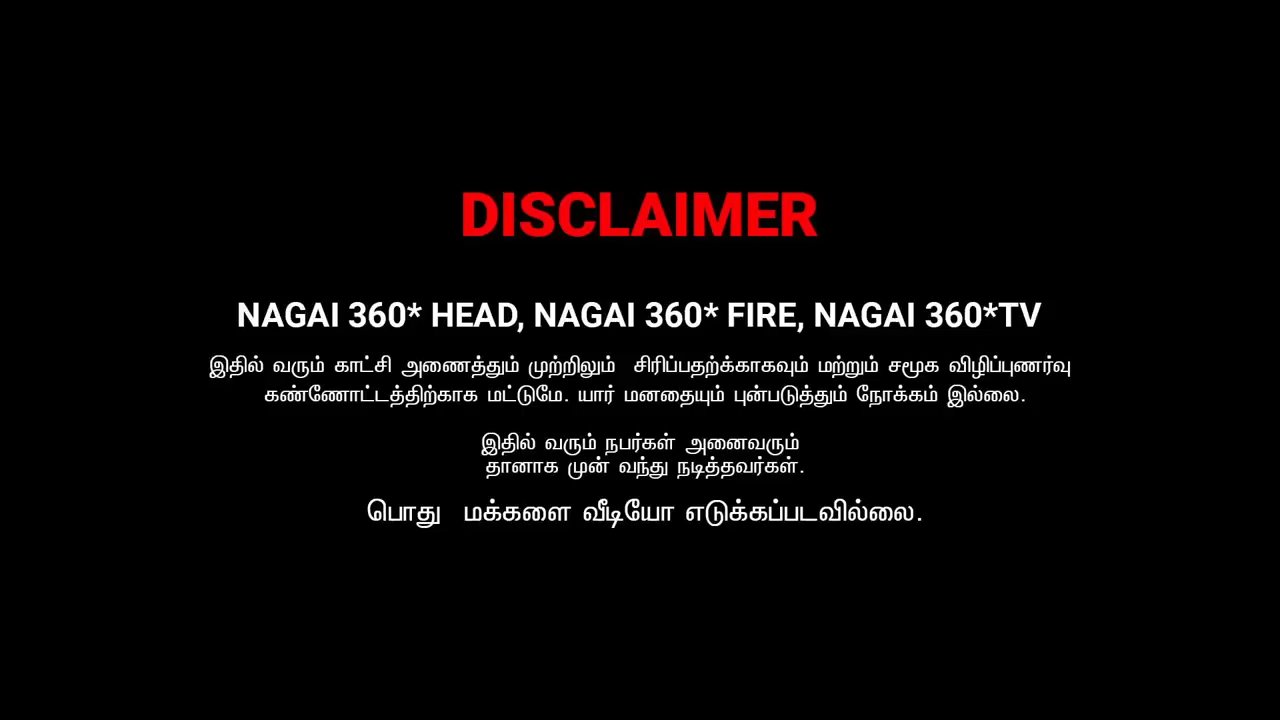 DISCLAIMER
NAGAI 360* HEAD, NAGAI 360* FIRE, NAGAI 360*TV
இதில் வரும் காட்சி அணைத்தும் முற்றிலும் சிரிப்பதற்க்காகவும் மற்றும் சமூக விழிப்புணர்வு
கண்ணோட்டத்திற்காக மட்டுமே. யார் மனதையும் புன்படுத்தும் நோக்கம் இல்லை.
இதில் வரும் நபர்கள் அனைவரும்
தானாக முன் வந்து நடித்தவர்கள்.
பொது மக்களை வீடியோ எடுக்கப்படவில்லை.